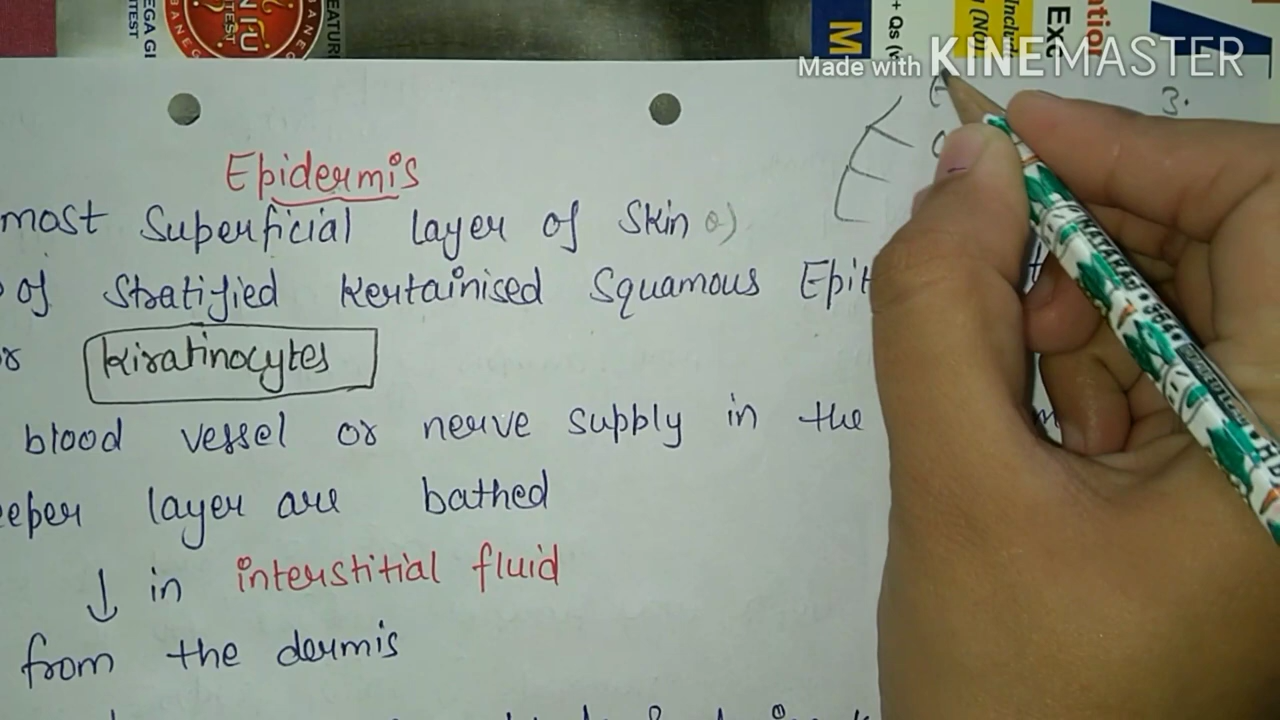 Made with KINEMASTER
Epidermis
most Superficial layer of Skin
of Stratified Kertainised Squamous Epit
Kiratinocytes
blood vessel or nerve supply in the
layer are bathed
in interstitial fluid
from the dermis